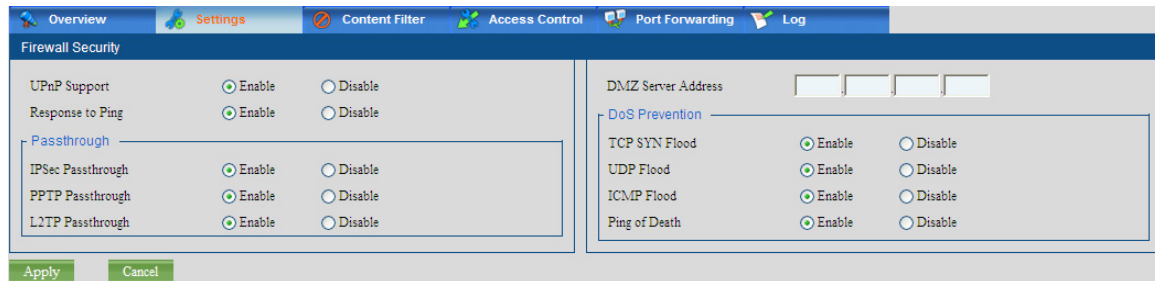 Overview Settings Content Filter Access Control Port Forwarding Log
Firewall Security
UPnP Support Enable Disable
Response to Ping Enable Disable
Passthrough
IPSec Passthrough Enable Disable
PPTP Passthrough Enable Disable
L2TP Passthrough Enable Disable
DMZ Server Address . . .
DoS Prevention
TCP SYN Flood Enable Disable
UDP Flood Enable Disable
ICMP Flood Enable Disable
Ping of Death Enable Disable
Apply Cancel